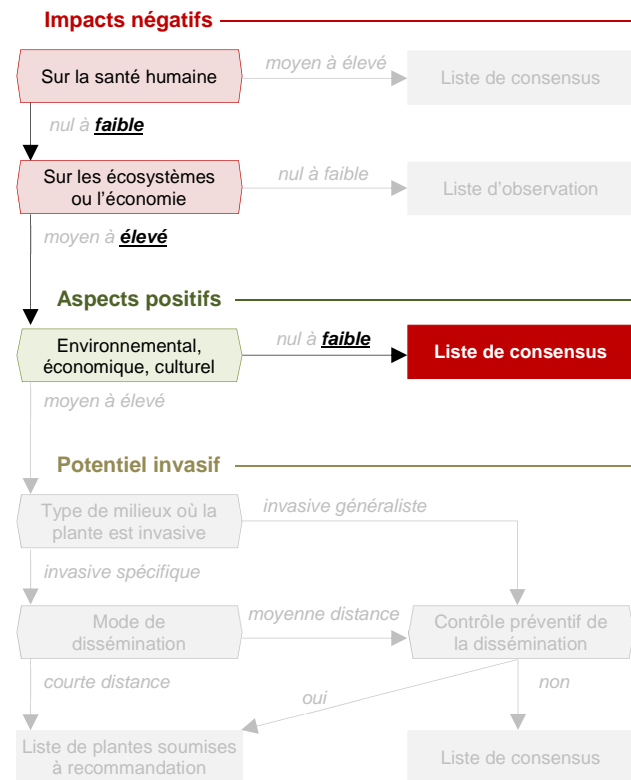 Impacts négatifs
Sur la santé humaine
moyen à élevé
Liste de consensus
nul à faible
Sur les écosystèmes
ou l'économie
nul à faible
Liste d'observation
moyen à élevé
Aspects positifs
Environnemental,
économique, culturel
nul à faible
Liste de consensus
moyen à élevé
Potentiel invasif
Type de milieux où la
plante est invasive
invasive généraliste
invasive spécifique
Mode de
dissémination
moyenne distance
Contrôle préventif de
la dissémination
courte distance
oui
non
Liste de plantes soumises
à recommandation
Liste de consensus